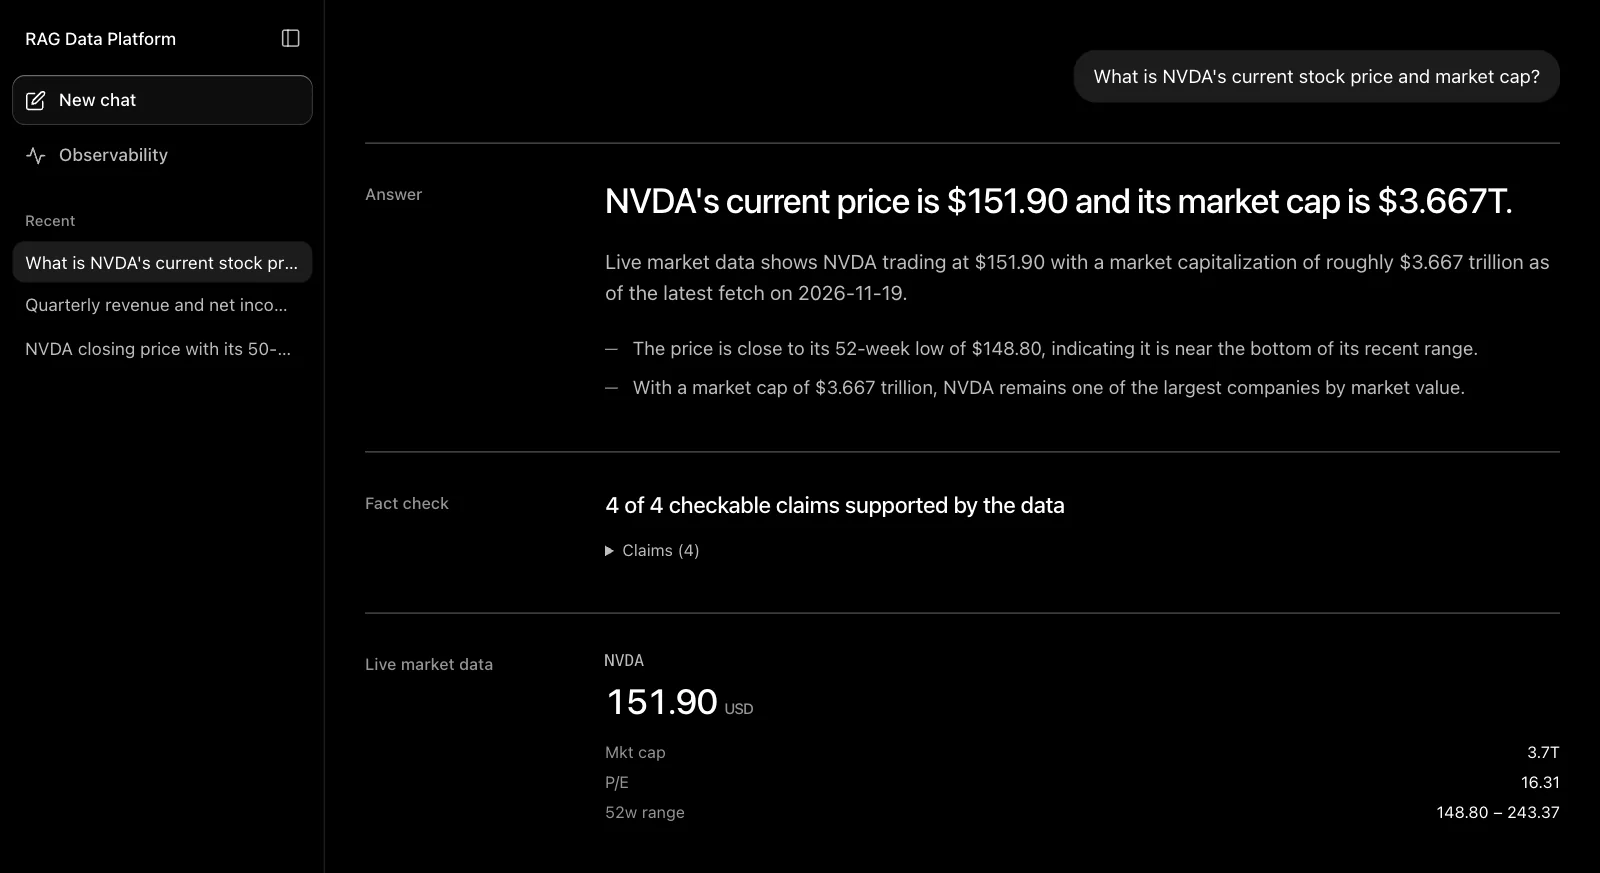 RAG Data Platform
New chat
Observability
Recent
What is NVDA's current stock pr...
Quarterly revenue and net inco...
NVDA closing price with its 50-...
What is NVDA's current stock price and market cap?
Answer
NVDA's current price is $151.90 and its market cap is $3.667T.
Live market data shows NVDA trading at $151.90 with a market capitalization of roughly $3.667 trillion as
of the latest fetch on 2026-11-19.
— The price is close to its 52-week low of $148.80, indicating it is near the bottom of its recent range.
— With a market cap of $3.667 trillion, NVDA remains one of the largest companies by market value.
Fact check
4 of 4 checkable claims supported by the data
Claims (4)
Live market data
NVDA
151.90 USD
Mkt cap 3.7T
P/E 16.31
52w range 148.80 – 243.37